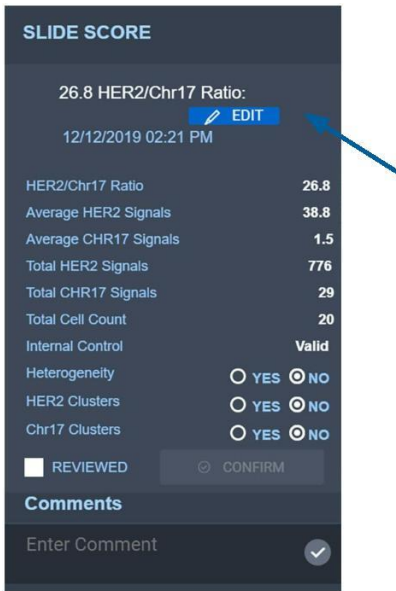 SLIDE SCORE
26.8 HER2/Chr17 Ratio:
EDIT
12/12/2019 02:21 PM
HER2/Chr17 Ratio 26.8
Average HER2 Signals 38.8
Average CHR17 Signals 1.5
Total HER2 Signals 776
Total CHR17 Signals 29
Total Cell Count 20
Internal Control Valid
Heterogeneity YES NO
HER2 Clusters YES NO
Chr17 Clusters YES NO
REVIEWED CONFIRM
Comments
Enter Comment